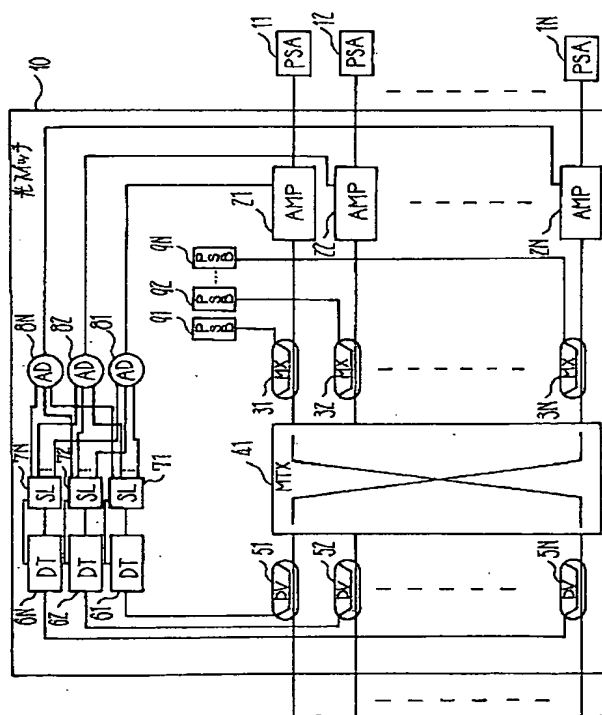 61 62 6N
DV 5N DV 52 DV 51 DT DT DT
光スイッチ
SL SL SL
71 72 7N
MTX 41
MX 3N MX 32 MX 31
AD AD AD
81 82 8N
91 92 9N
PSB PSB PSB
2N 22 21
AMP AMP AMP
10
1N 12 11
PSA PSA PSA